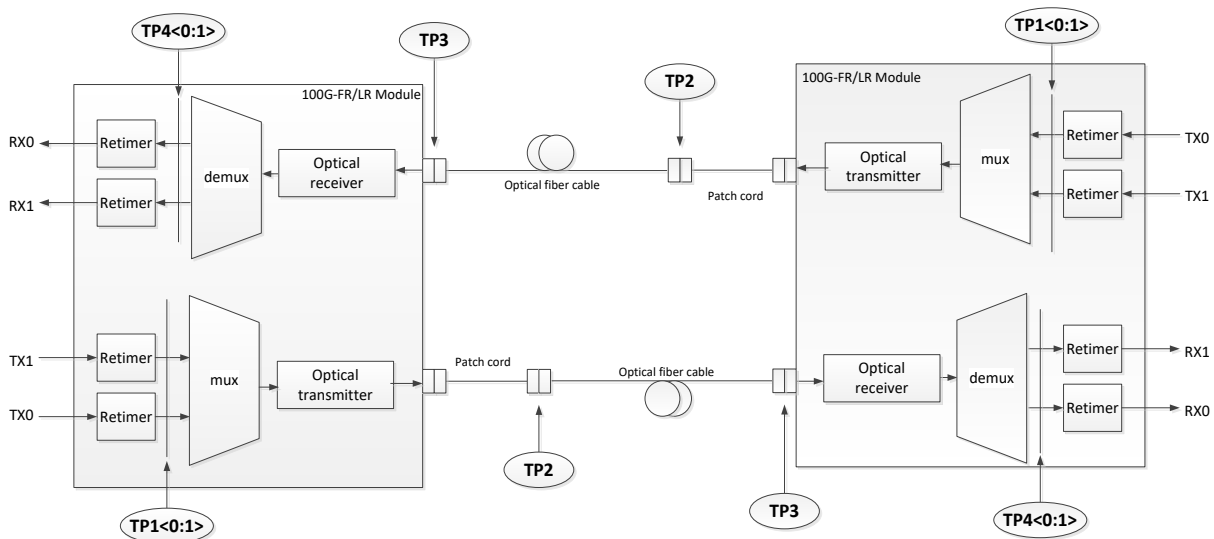 TP4<0:1>
TP3
TP1<0:1>
TP2
100G-FR/LR Module
100G-FR/LR Module
RX0
Retimer
demux
Optical
receiver
Optical fiber cable
Patch cord
Optical
transmitter
mux
Retimer
TX0
RX1
Retimer
Retimer
TX1
TX1
Retimer
mux
Optical
transmitter
Patch cord
Optical fiber cable
Optical
receiver
demux
Retimer
RX1
TX0
Retimer
Retimer
RX0
TP2
TP3
TP1<0:1>
TP4<0:1>